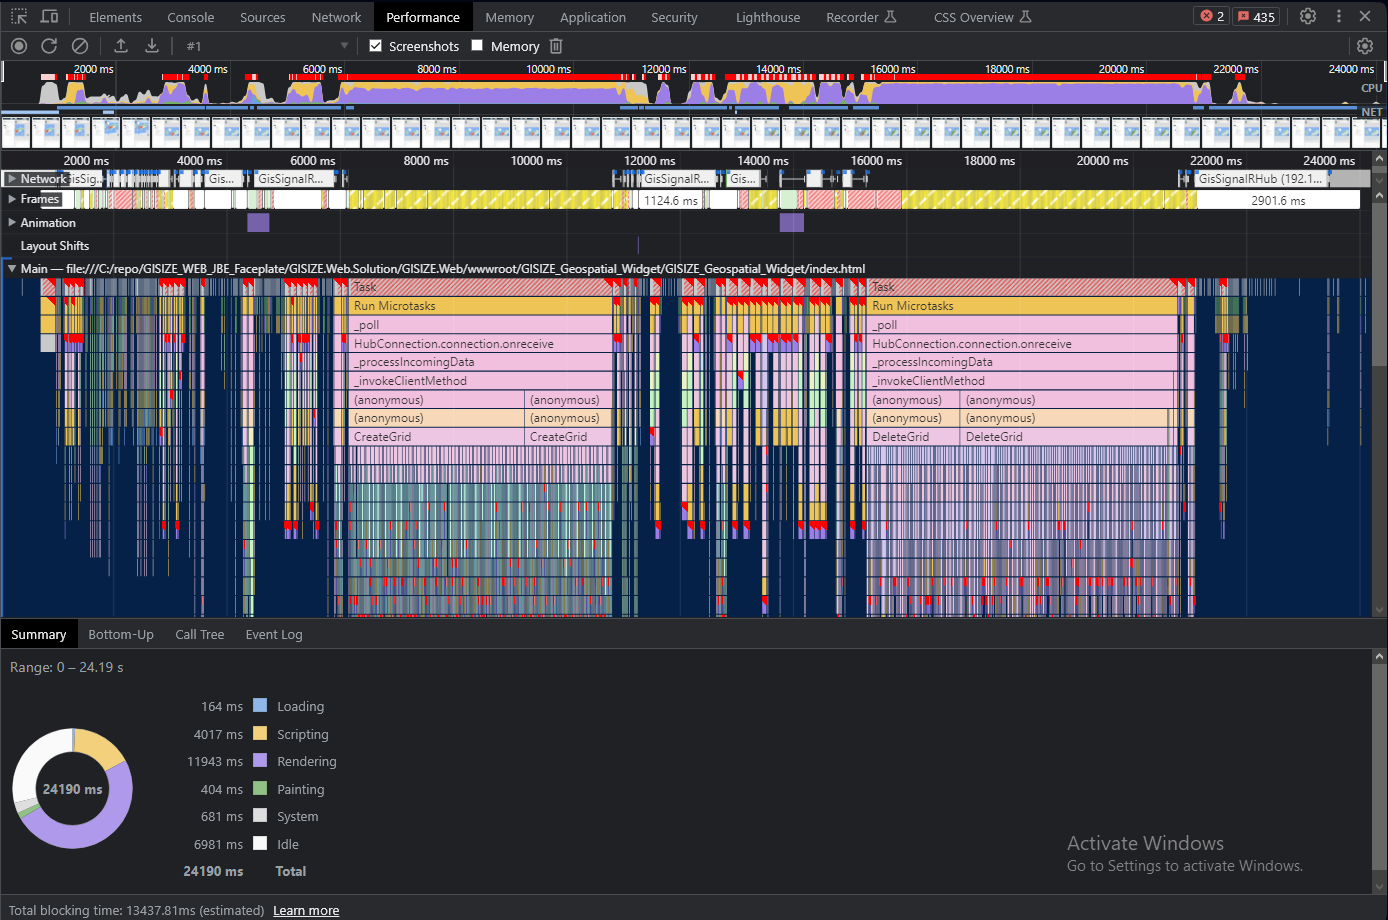 Elements Console Sources Network Performance Memory Application Security Lighthouse Recorder CSS Overview 2 435
#1 Screenshots Memory
2000 ms 4000 ms 6000 ms 8000 ms 10000 ms 12000 ms 14000 ms 16000 ms 18000 ms 20000 ms 22000 ms 24000 ms
CPU
NET
2000 ms 4000 ms 6000 ms 8000 ms 10000 ms 12000 ms 14000 ms 16000 ms 18000 ms 20000 ms 22000 ms 24000 ms
Network Gis... GisSignalR... GisSignalR... Gis... GisSignalRHub (192.1...
Frames 1124.6 ms 2901.6 ms
Animation
Layout Shifts
Main — file:///C:/repo/GISIZE_WEB_JBE_Faceplate/GISIZE.Web.Solution/GISIZE.Web/wwwroot/GISIZE_Geospatial_Widget/GISIZE_Geospatial_Widget/index.html
Task Task
Run Microtasks Run Microtasks
_poll _poll
HubConnection.connection.onreceive HubConnection.connection.onreceive
_processIncomingData _processIncomingData
_invokeClientMethod _invokeClientMethod
(anonymous) (anonymous) (anonymous) (anonymous)
(anonymous) (anonymous) (anonymous) (anonymous)
CreateGrid CreateGrid DeleteGrid DeleteGrid
Summary Bottom-Up Call Tree Event Log
Range: 0 – 24.19 s
164 ms Loading
4017 ms Scripting
11943 ms Rendering
24190 ms
404 ms Painting
681 ms System
6981 ms Idle
24190 ms Total
Activate Windows
Go to Settings to activate Windows.
Total blocking time: 13437.81ms (estimated) Learn more